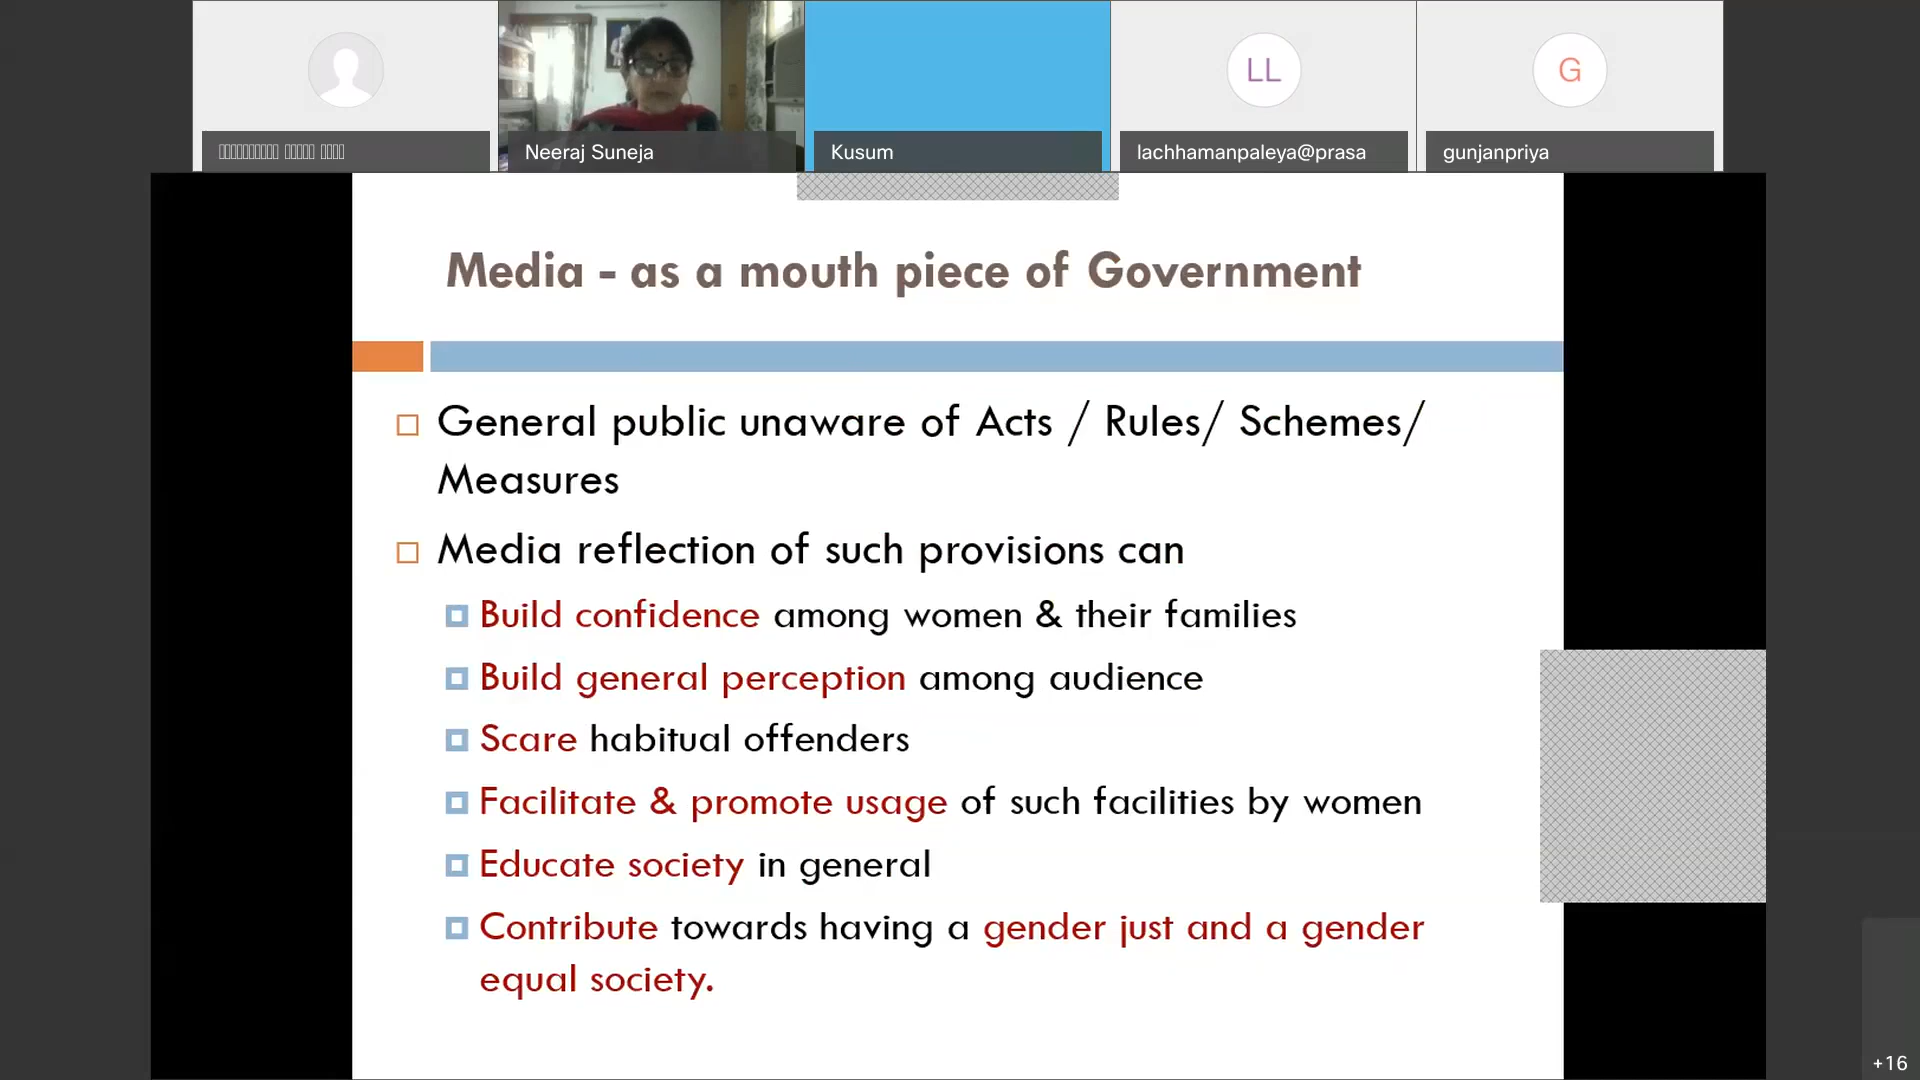 Neeraj Suneja
Kusum
LL
lachhamanpaleya@prasa
G
gunjanpriya
Media - as a mouth piece of Government
General public unaware of Acts / Rules/ Schemes/
Measures
Media reflection of such provisions can
Build confidence among women & their families
Build general perception among audience
Scare habitual offenders
Facilitate & promote usage of such facilities by women
Educate society in general
Contribute towards having a gender just and a gender
equal society.
+16